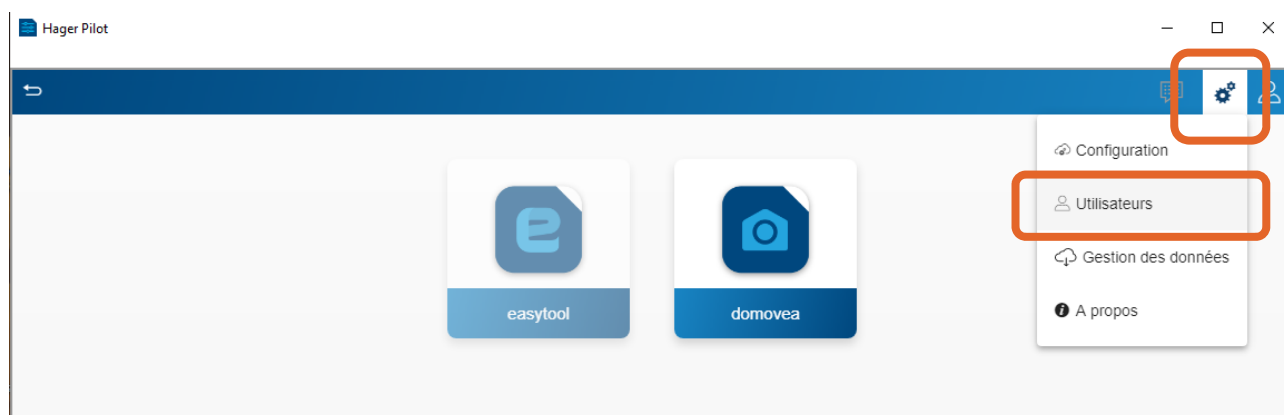 Hager Pilot
Configuration
Utilisateurs
Gestion des données
A propos
easytool
domovea